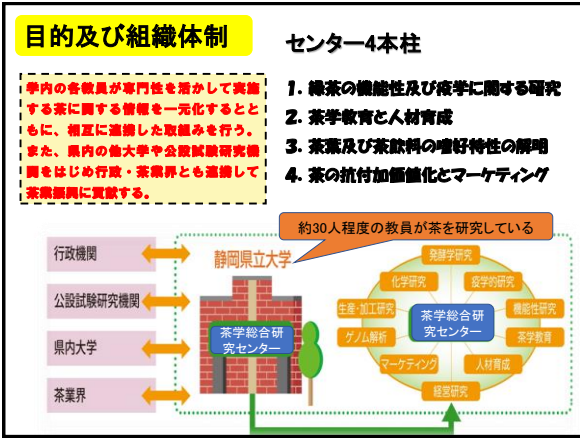 目的及び組織体制
センター4本柱
学内の各教員が専門性を活かして実施
する茶に関する情報を一元化するとと
もに、相互に連携した取組みを行う。
また、県内の他大学や公設試験研究機
関をはじめ行政・茶業界とも連携して
茶業振興に貢献する。
1. 緑茶の機能性及び疫学に関する研究
2. 茶学教育と人材育成
3. 茶葉及び茶飲料の嗜好特性の解明
4. 茶の抗付加価値化とマーケティング
約30人程度の教員が茶を研究している
行政機関
公設試験研究機関
県内大学
茶業界
静岡県立大学
茶学総合研
究センター
発酵学研究
化学研究
疫学的研究
生産・加工研究
機能性研究
茶学総合研
究センター
ゲノム解析
茶学教育
マーケティング
人材育成
経営研究